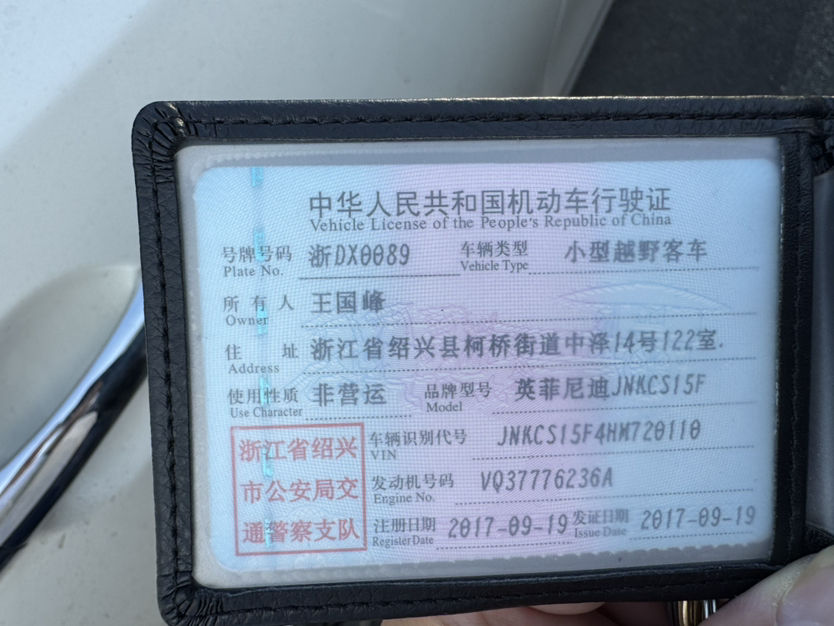 中华人民共和国机动车行驶证
Vehicle License of the People's Republic of China
号牌号码 浙DX0089 车辆类型 小型越野客车
Plate No. Vehicle Type
所有人 王国峰
Owner
住址 浙江省绍兴县柯桥街道中泽14号122室.
Address
使用性质 非营运 品牌型号 英菲尼迪JNKCS15F
Use Character Model
浙江省绍兴 车辆识别代号 JNKCS15F4HM720110
VIN
市公安局交 发动机号码 VQ37776236A
Engine No.
通警察支队 注册日期 2017-09-19 发证日期 2017-09-19
Register Date Issue Date